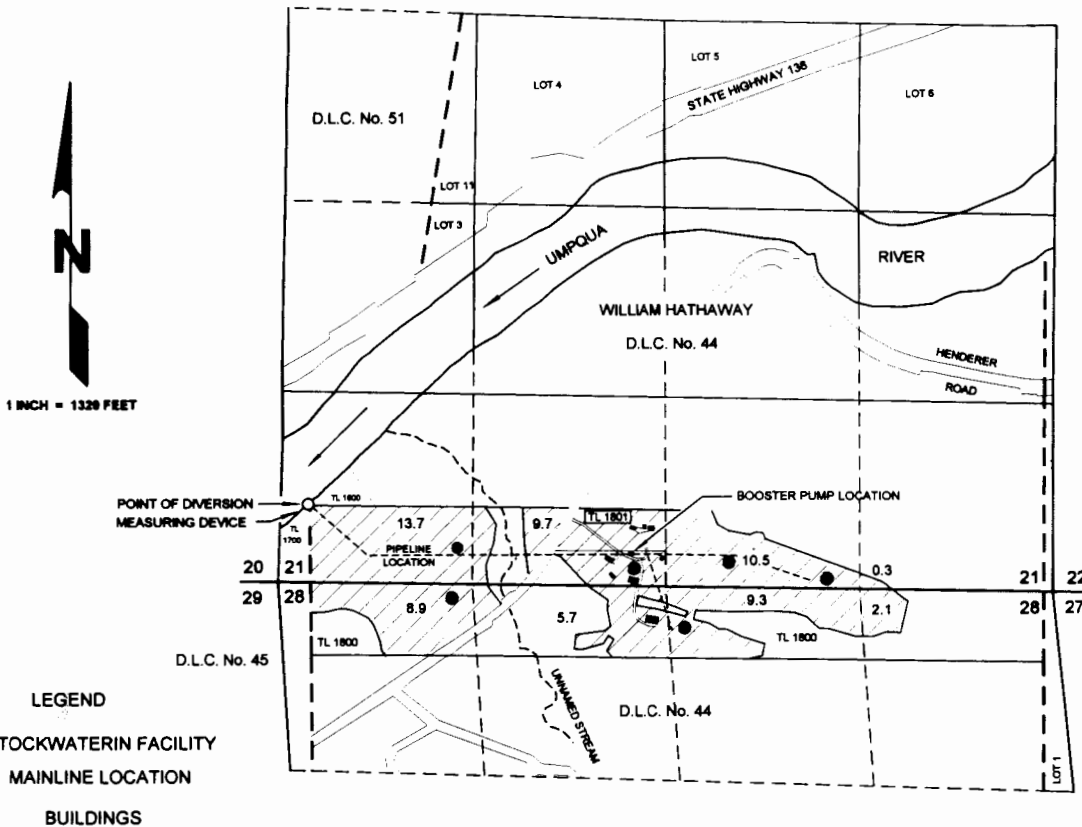 LOT 5
LOT 4
STATE HIGHWAY 138
LOT 6
D.L.C. No. 51
LOT 11
LOT 3
N
UMPQUA
RIVER
WILLIAM HATHAWAY
D.L.C. No. 44
HENDERER
ROAD
1 INCH = 1320 FEET
POINT OF DIVERSION
MEASURING DEVICE
TL 1600
BOOSTER PUMP LOCATION
TL 1801
TL
1700
13.7
9.7
PIPELINE
LOCATION
10.5
0.3
20 21
21 22
29 28
28 27
8.9
5.7
9.3
2.1
TL 1800
TL 1800
D.L.C. No. 45
UNNAMED STREAM
D.L.C. No. 44
LOT 1
LEGEND
TOCKWATERIN FACILITY
MAINLINE LOCATION
BUILDINGS